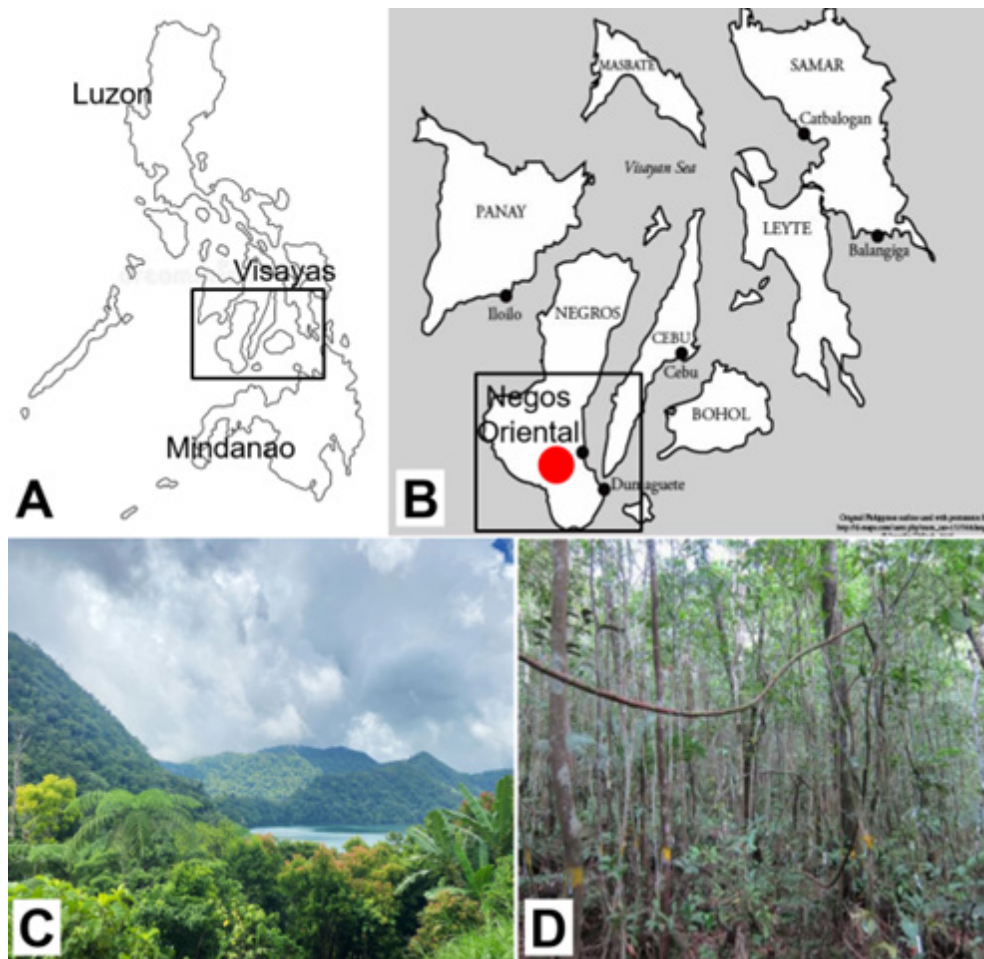 Luzon
Visayas
Mindanao
A
MASBATE
SAMAR
Catbalogan
Visayan Sea
PANAY
LEYTE
Balangiga
Iloilo
NEGROS
CEBU
Cebu
Negos
BOHOL
Oriental
Dumaguete
B
C
D